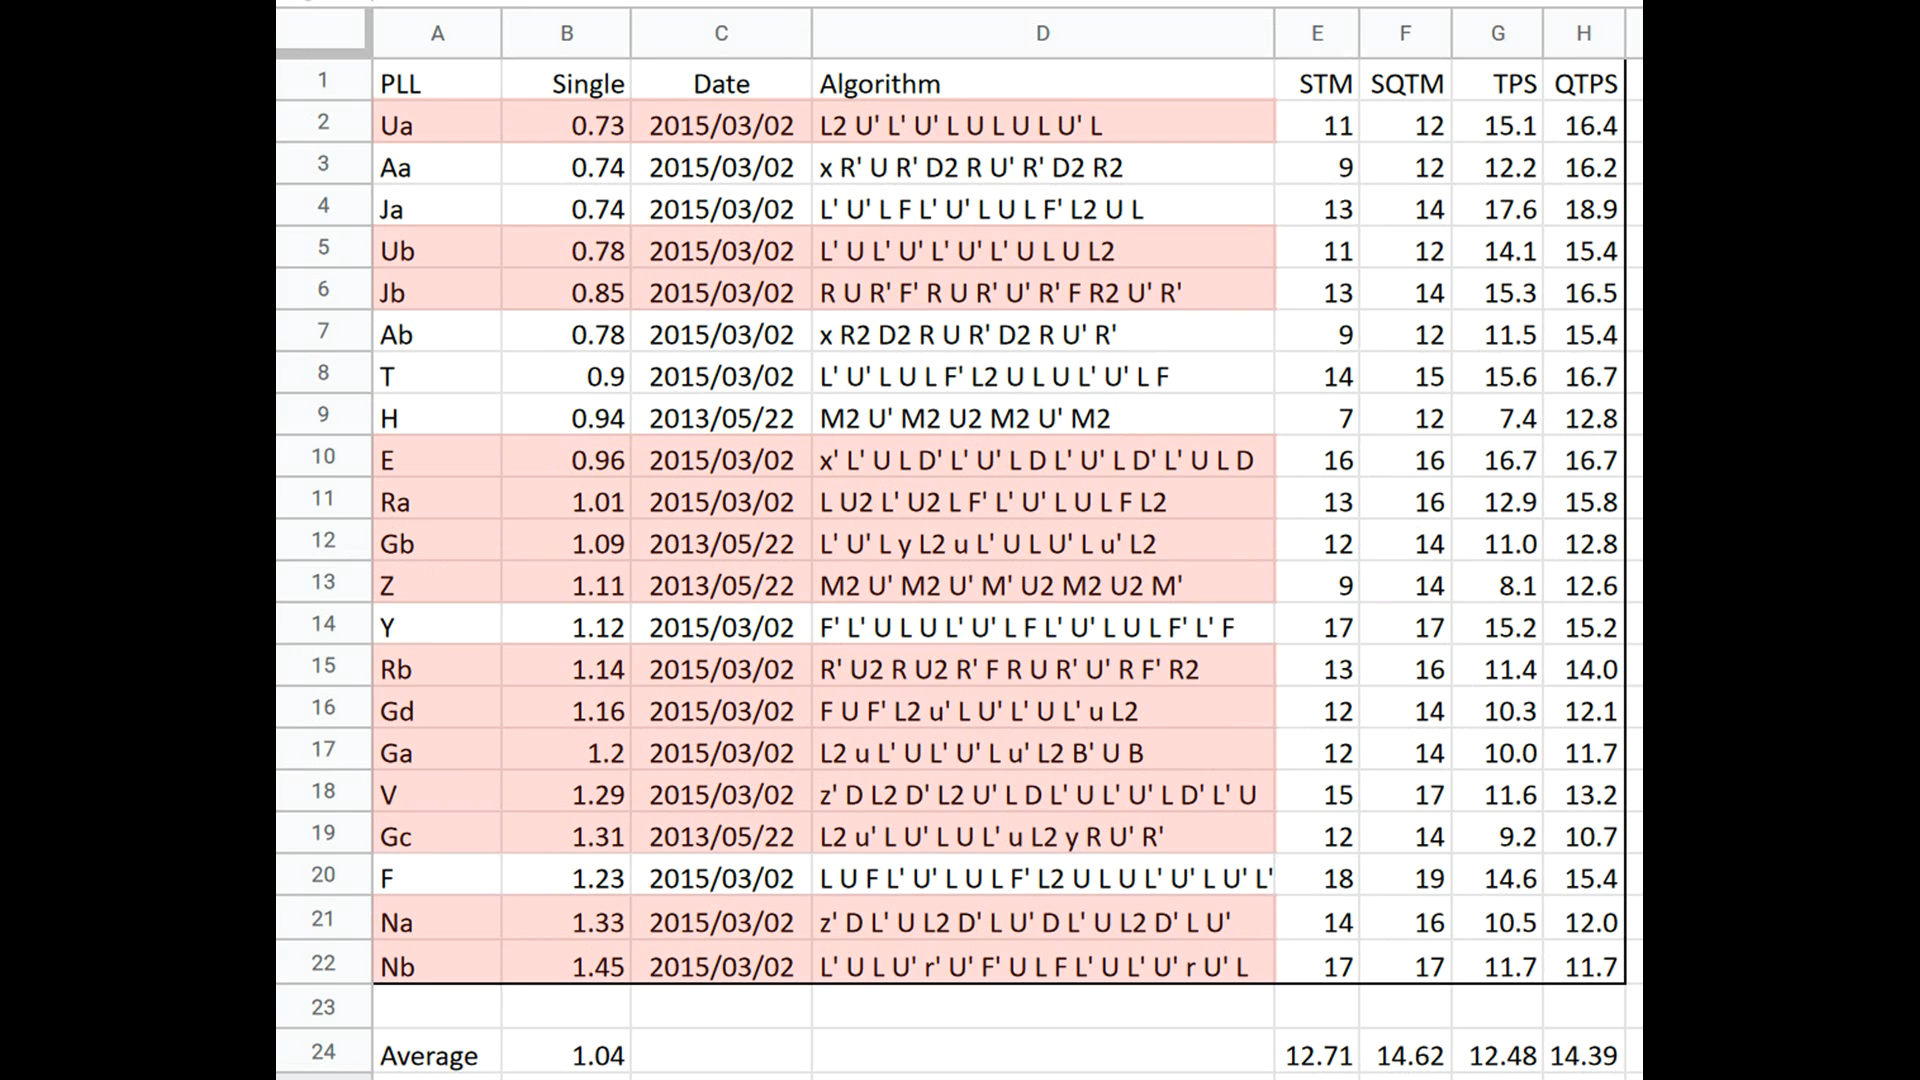 A B C D E F G H
1 PLL Single Date Algorithm STM SQTM TPS QTPS
2 Ua 0.73 2015/03/02 L2 U' L' U' L U L U L U' L 11 12 15.1 16.4
3 Aa 0.74 2015/03/02 x R' U R' D2 R U' R' D2 R2 9 12 12.2 16.2
4 Ja 0.74 2015/03/02 L' U' L F L' U' L U L F' L2 U L 13 14 17.6 18.9
5 Ub 0.78 2015/03/02 L' U L' U' L' U' L' U L U L2 11 12 14.1 15.4
6 Jb 0.85 2015/03/02 R U R' F' R U R' U' R' F R2 U' R' 13 14 15.3 16.5
7 Ab 0.78 2015/03/02 x R2 D2 R U R' D2 R U' R' 9 12 11.5 15.4
8 T 0.9 2015/03/02 L' U' L U L F' L2 U L U L' U' L F 14 15 15.6 16.7
9 H 0.94 2013/05/22 M2 U' M2 U2 M2 U' M2 7 12 7.4 12.8
10 E 0.96 2015/03/02 x' L' U L D' L' U' L D L' U' L D' L' U L D 16 16 16.7 16.7
11 Ra 1.01 2015/03/02 L U2 L' U2 L F' L' U' L U L F L2 13 16 12.9 15.8
12 Gb 1.09 2013/05/22 L' U' L y L2 u L' U L U' L u' L2 12 14 11.0 12.8
13 Z 1.11 2013/05/22 M2 U' M2 U' M' U2 M2 U2 M' 9 14 8.1 12.6
14 Y 1.12 2015/03/02 F' L' U L U L' U' L F L' U' L U L F' L' F 17 17 15.2 15.2
15 Rb 1.14 2015/03/02 R' U2 R U2 R' F R U R' U' R F' R2 13 16 11.4 14.0
16 Gd 1.16 2015/03/02 F U F' L2 u' L U' L' U L' u L2 12 14 10.3 12.1
17 Ga 1.2 2015/03/02 L2 u L' U L' U' L u' L2 B' U B 12 14 10.0 11.7
18 V 1.29 2015/03/02 z' D L2 D' L2 U' L D L' U L' U' L D' L' U 15 17 11.6 13.2
19 Gc 1.31 2013/05/22 L2 u' L U' L U L' u L2 y R U' R' 12 14 9.2 10.7
20 F 1.23 2015/03/02 L U F L' U' L U L F' L2 U L U L' U' L U' L' 18 19 14.6 15.4
21 Na 1.33 2015/03/02 z' D L' U L2 D' L U' D L' U L2 D' L U' 14 16 10.5 12.0
22 Nb 1.45 2015/03/02 L' U L U' r' U' F' U L F L' U L' U' r U' L 17 17 11.7 11.7
23
24 Average 1.04 12.71 14.62 12.48 14.39